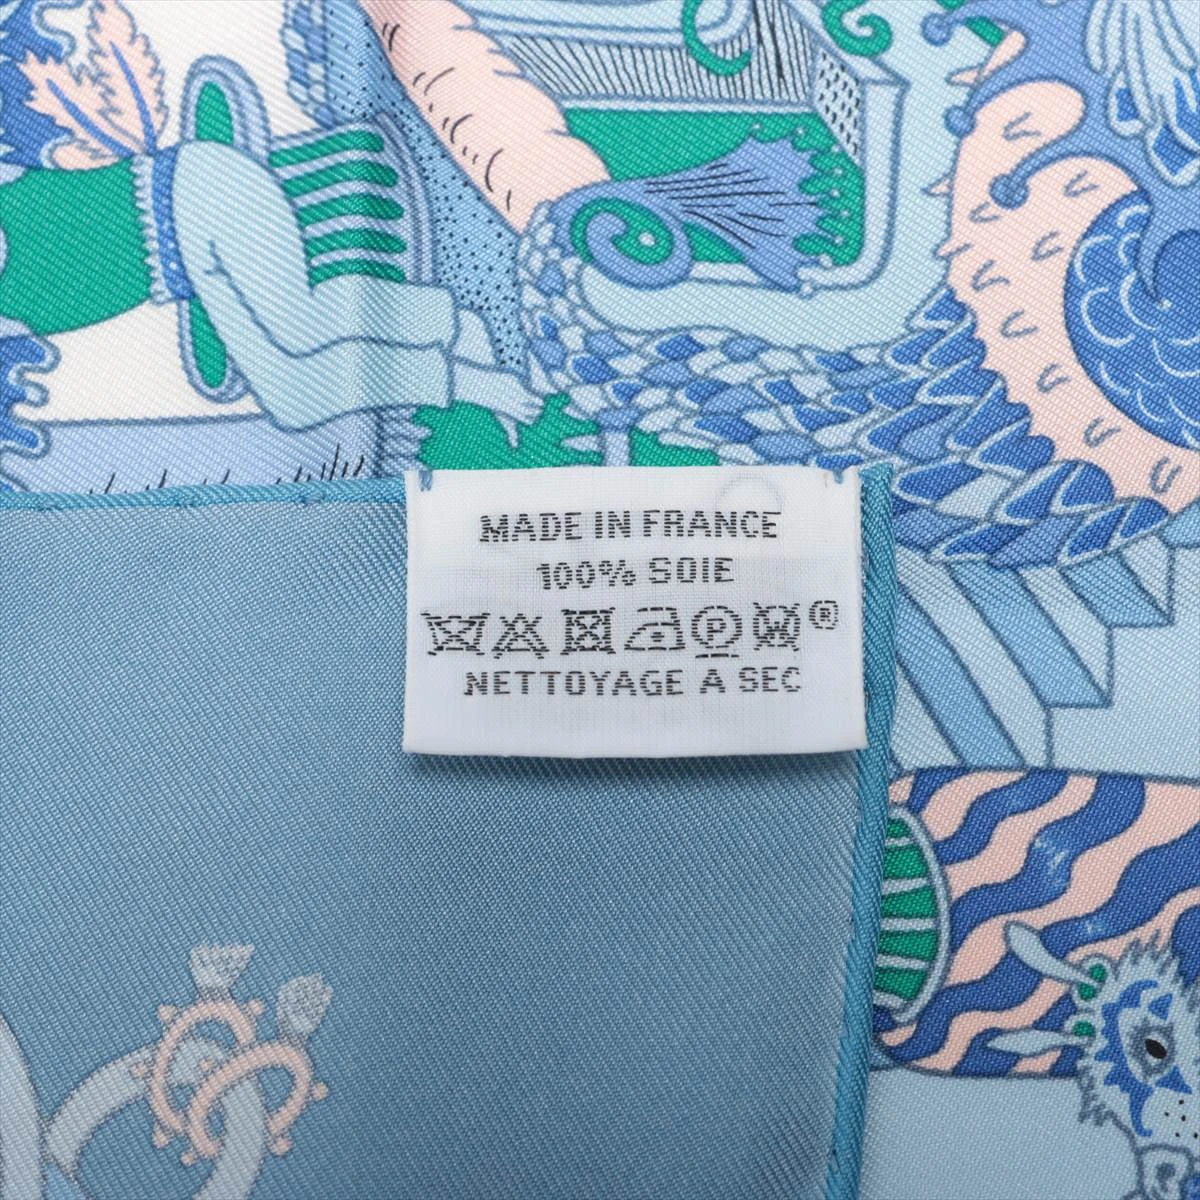 MADE IN FRANCE
100% SOIE
P W ®
NETTOYAGE A SEC